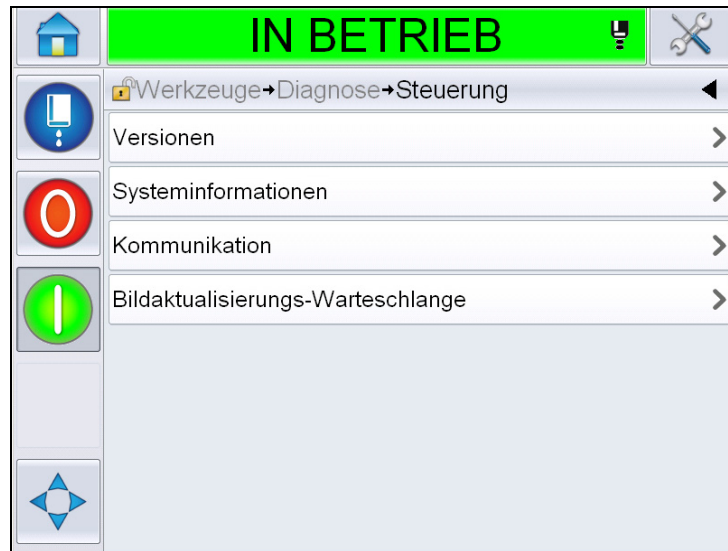 IN BETRIEB
Werkzeuge→Diagnose→Steuerung
Versionen
Systeminformationen
Kommunikation
Bildaktualisierungs-Warteschlange